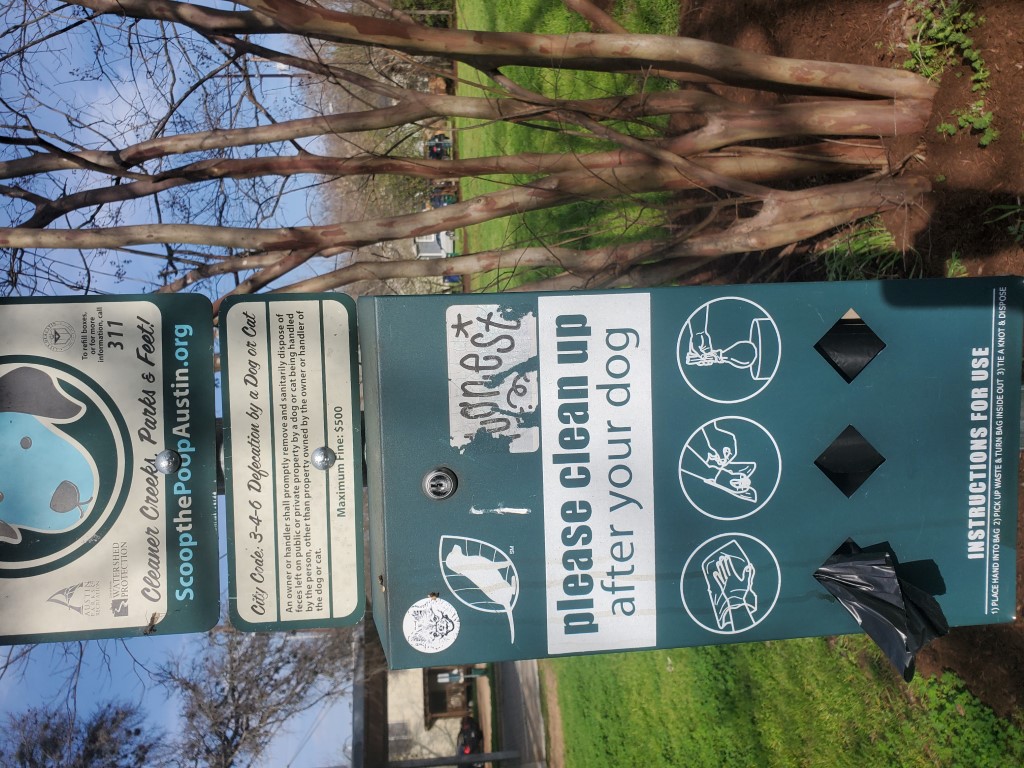 AUSTIN
PARKS
RECREATION
WATERSHED
PROTECTION
To refill boxes,
or for more
information, call
311
Cleaner Creeks, Parks & Feet!
ScoopthePoopAustin.org
City Code: 3-4-6 Defecation by a Dog or Cat
An owner or handler shall promptly remove and sanitarily dispose of
feces left on public or private property by a dog or cat being handled
by the person, other than property owned by the owner or handler of
the dog or cat.
Maximum Fine: $500
honest*
SM
please clean up
after your dog
INSTRUCTIONS FOR USE
1) PLACE HAND INTO BAG 2) PICK UP WASTE & TURN BAG INSIDE OUT 3) TIE A KNOT & DISPOSE